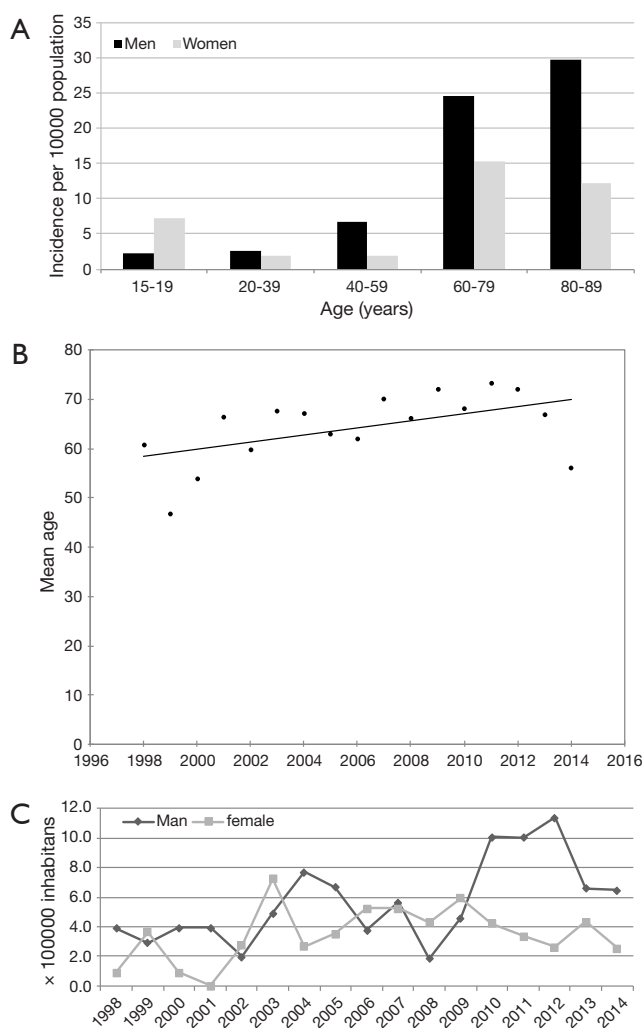 A
Incidence per 10000 population
35
30
25
20
15
10
5
0
Men Women
15-19 20-39 40-59 60-79 80-89
Age (years)
B
Mean age
80
70
60
50
40
30
20
10
0
1996 1998 2000 2002 2004 2006 2008 2010 2012 2014 2016
C
× 100000 inhabitans
12.0
10.0
8.0
6.0
4.0
2.0
0.0
Man female
1998 1999 2000 2001 2002 2003 2004 2005 2006 2007 2008 2009 2010 2011 2012 2013 2014